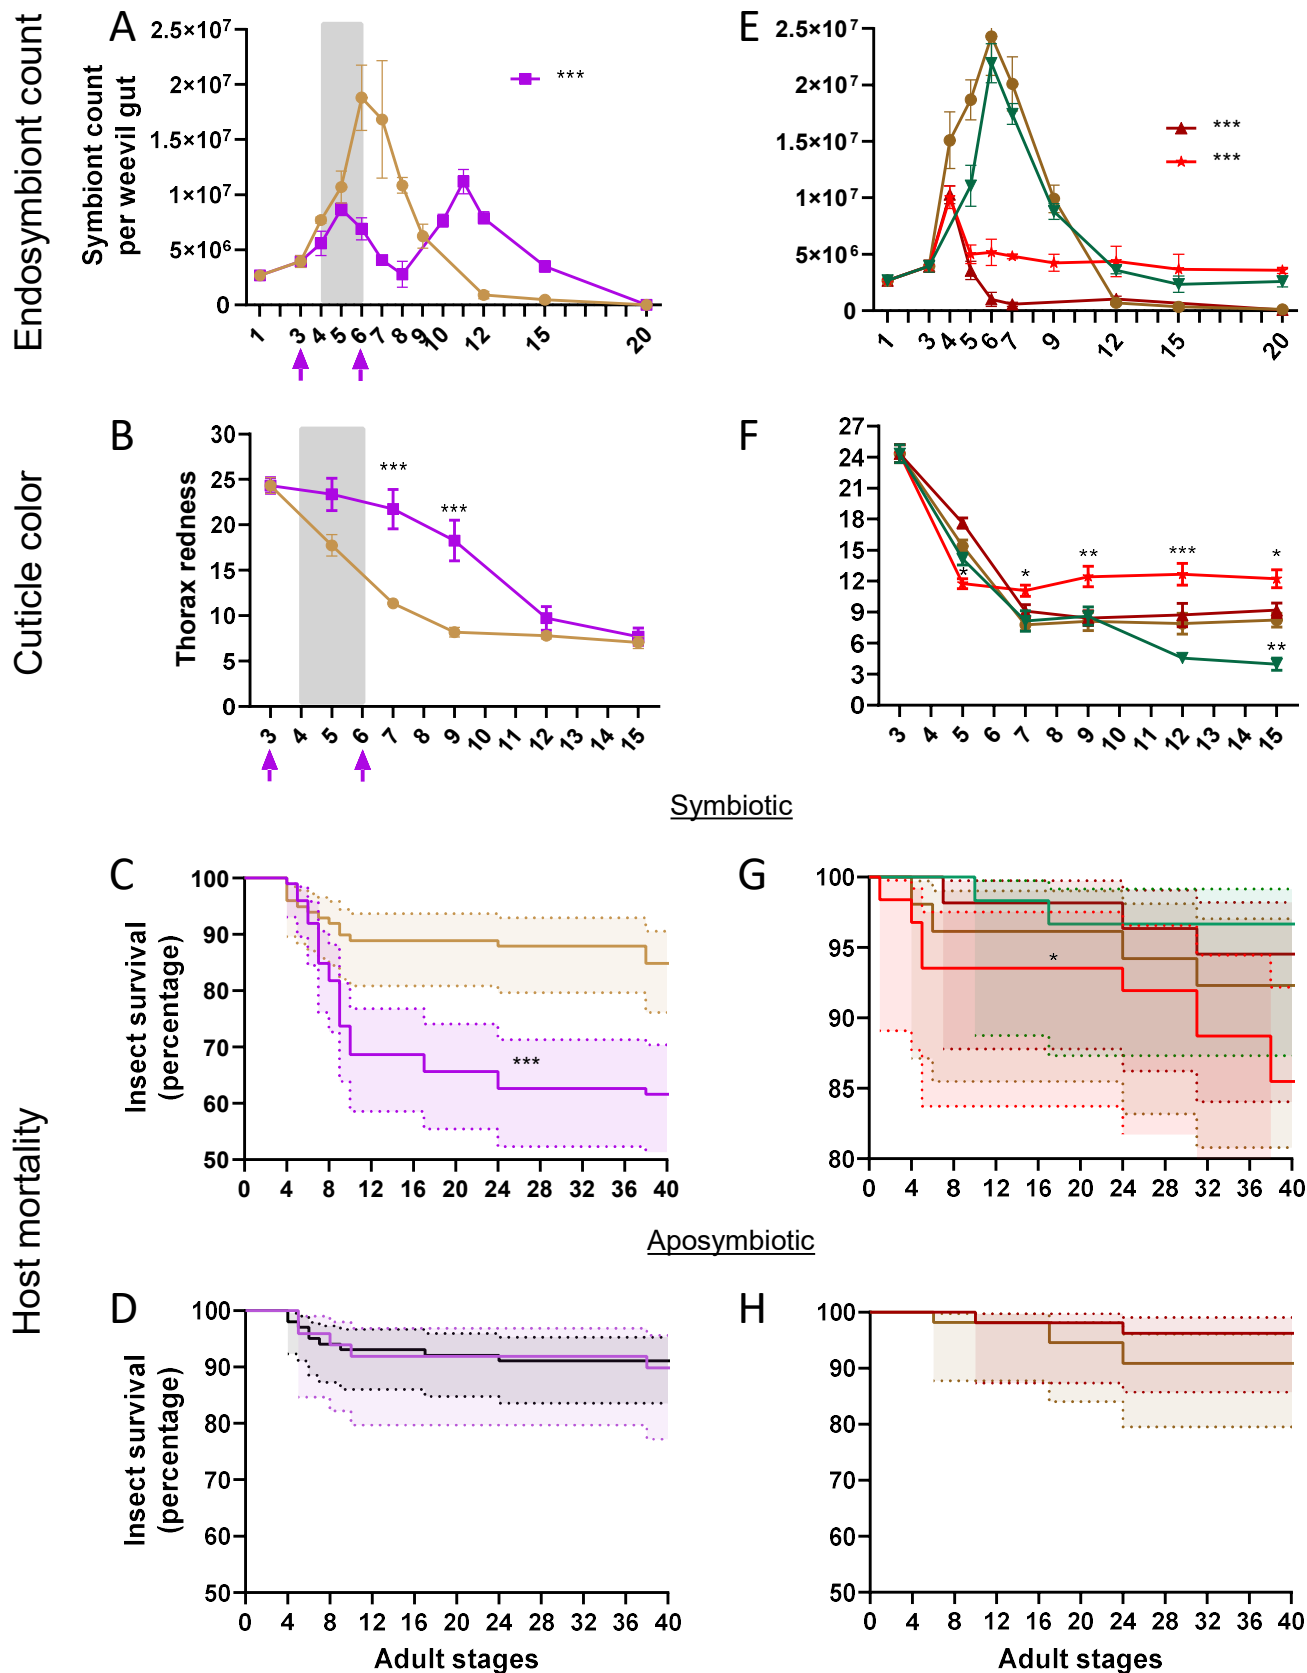 Endosymbiont count
Cuticle color
Host mortality
A
Symbiont count
per weevil gut
2.5×10⁷
2×10⁷
1.5×10⁷
1×10⁷
5×10⁶
0
***
1 3 4 5 6 7 8 9 10 12 15 20
E
2.5×10⁷
2×10⁷
1.5×10⁷
1×10⁷
5×10⁶
0
***
***
1 3 4 5 6 7 9 12 15 20
B
Thorax redness
30
25
20
15
10
5
0
***
***
3 4 5 6 7 8 9 10 11 12 13 14 15
F
27
24
21
18
15
12
9
6
3
0
* * ** *** *
**
3 4 5 6 7 8 9 10 11 12 13 14 15
Symbiotic
C
Insect survival
(percentage)
100
90
80
70
60
50
***
0 4 8 12 16 20 24 28 32 36 40
G
100
95
90
85
80
*
0 4 8 12 16 20 24 28 32 36 40
Aposymbiotic
D
Insect survival
(percentage)
100
90
80
70
60
50
0 4 8 12 16 20 24 28 32 36 40
Adult stages
H
100
90
80
70
60
50
0 4 8 12 16 20 24 28 32 36 40
Adult stages